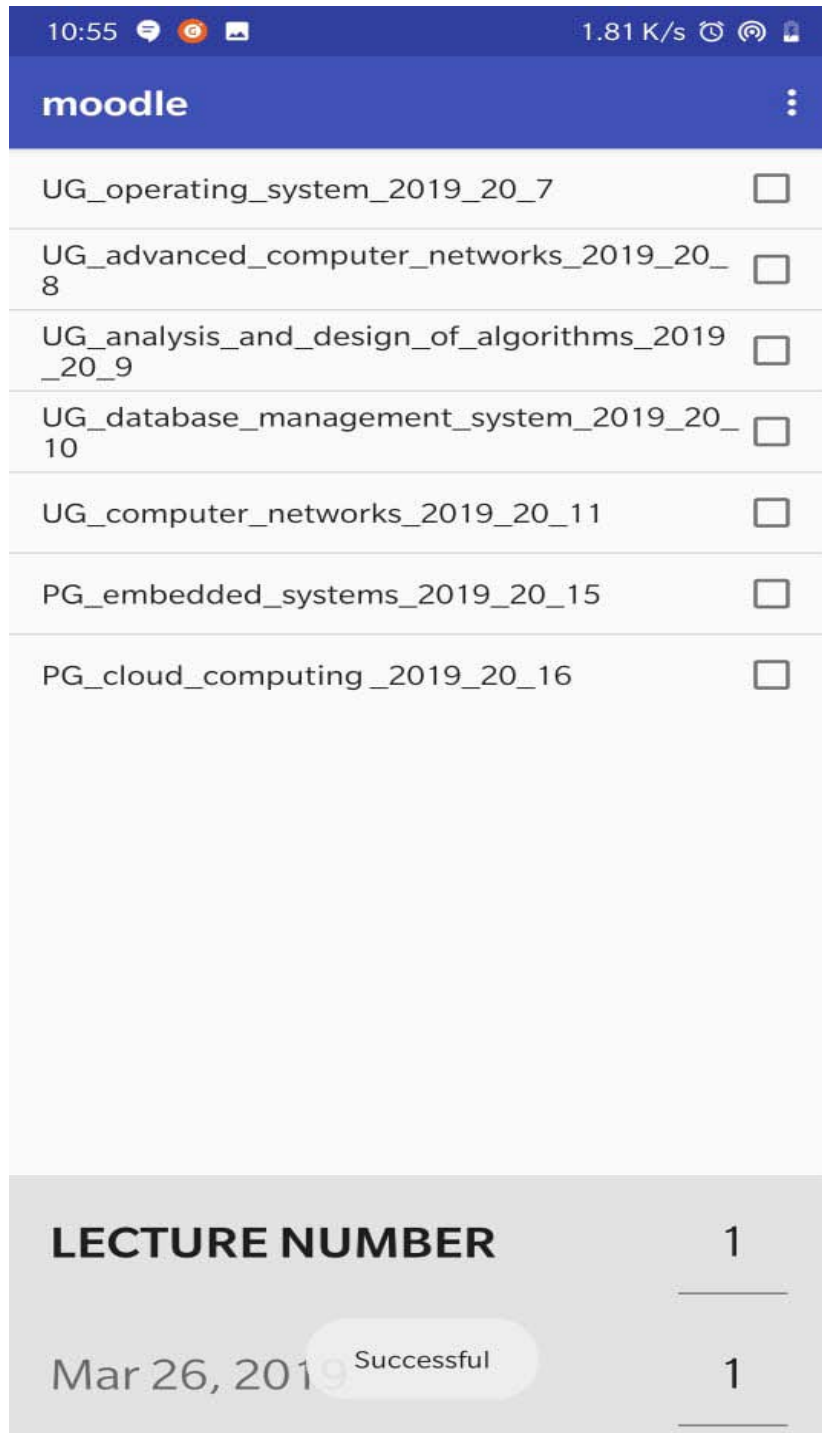 10:55 1.81 K/s
moodle
UG_operating_system_2019_20_7
UG_advanced_computer_networks_2019_20_
8
UG_analysis_and_design_of_algorithms_2019
_20_9
UG_database_management_system_2019_20_
10
UG_computer_networks_2019_20_11
PG_embedded_systems_2019_20_15
PG_cloud_computing _2019_20_16
LECTURE NUMBER 1
Mar 26, 2019 1
Successful